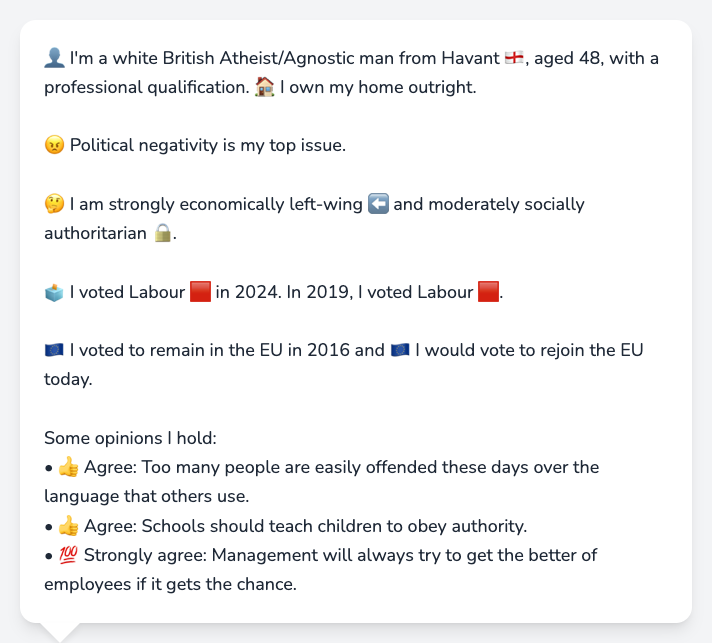 👤 I'm a white British Atheist/Agnostic man from Havant 🏴󠁧󠁢󠁥󠁮󠁧󠁿, aged 48, with a
professional qualification. 🏠 I own my home outright.
😠 Political negativity is my top issue.
🤔 I am strongly economically left-wing ⬅️ and moderately socially
authoritarian 🔒.
🗳️ I voted Labour 🟥 in 2024. In 2019, I voted Labour 🟥.
🇪🇺 I voted to remain in the EU in 2016 and 🇪🇺 I would vote to rejoin the EU
today.
Some opinions I hold:
• 👍 Agree: Too many people are easily offended these days over the
language that others use.
• 👍 Agree: Schools should teach children to obey authority.
• 💯 Strongly agree: Management will always try to get the better of
employees if it gets the chance.